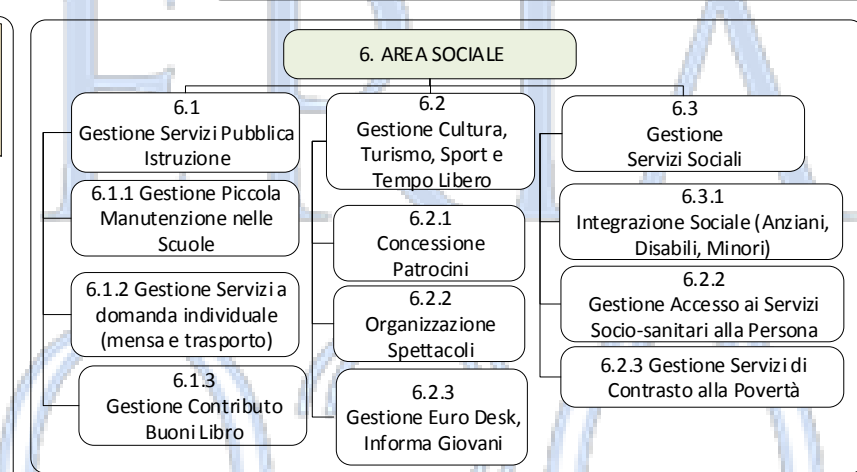 6. AREA SOCIALE
6.1
Gestione Servizi Pubblica
Istruzione
6.1.1 Gestione Piccola
Manutenzione nelle
Scuole
6.1.2 Gestione Servizi a
domanda individuale
(mensa e trasporto)
6.1.3
Gestione Contributo
Buoni Libro
6.2
Gestione Cultura,
Turismo, Sport e
Tempo Libero
6.2.1
Concessione
Patrocini
6.2.2
Organizzazione
Spettacoli
6.2.3
Gestione Euro Desk,
Informa Giovani
6.3
Gestione
Servizi Sociali
6.3.1
Integrazione Sociale (Anziani,
Disabili, Minori)
6.2.2
Gestione Accesso ai Servizi
Socio-sanitari alla Persona
6.2.3 Gestione Servizi di
Contrasto alla Povertà